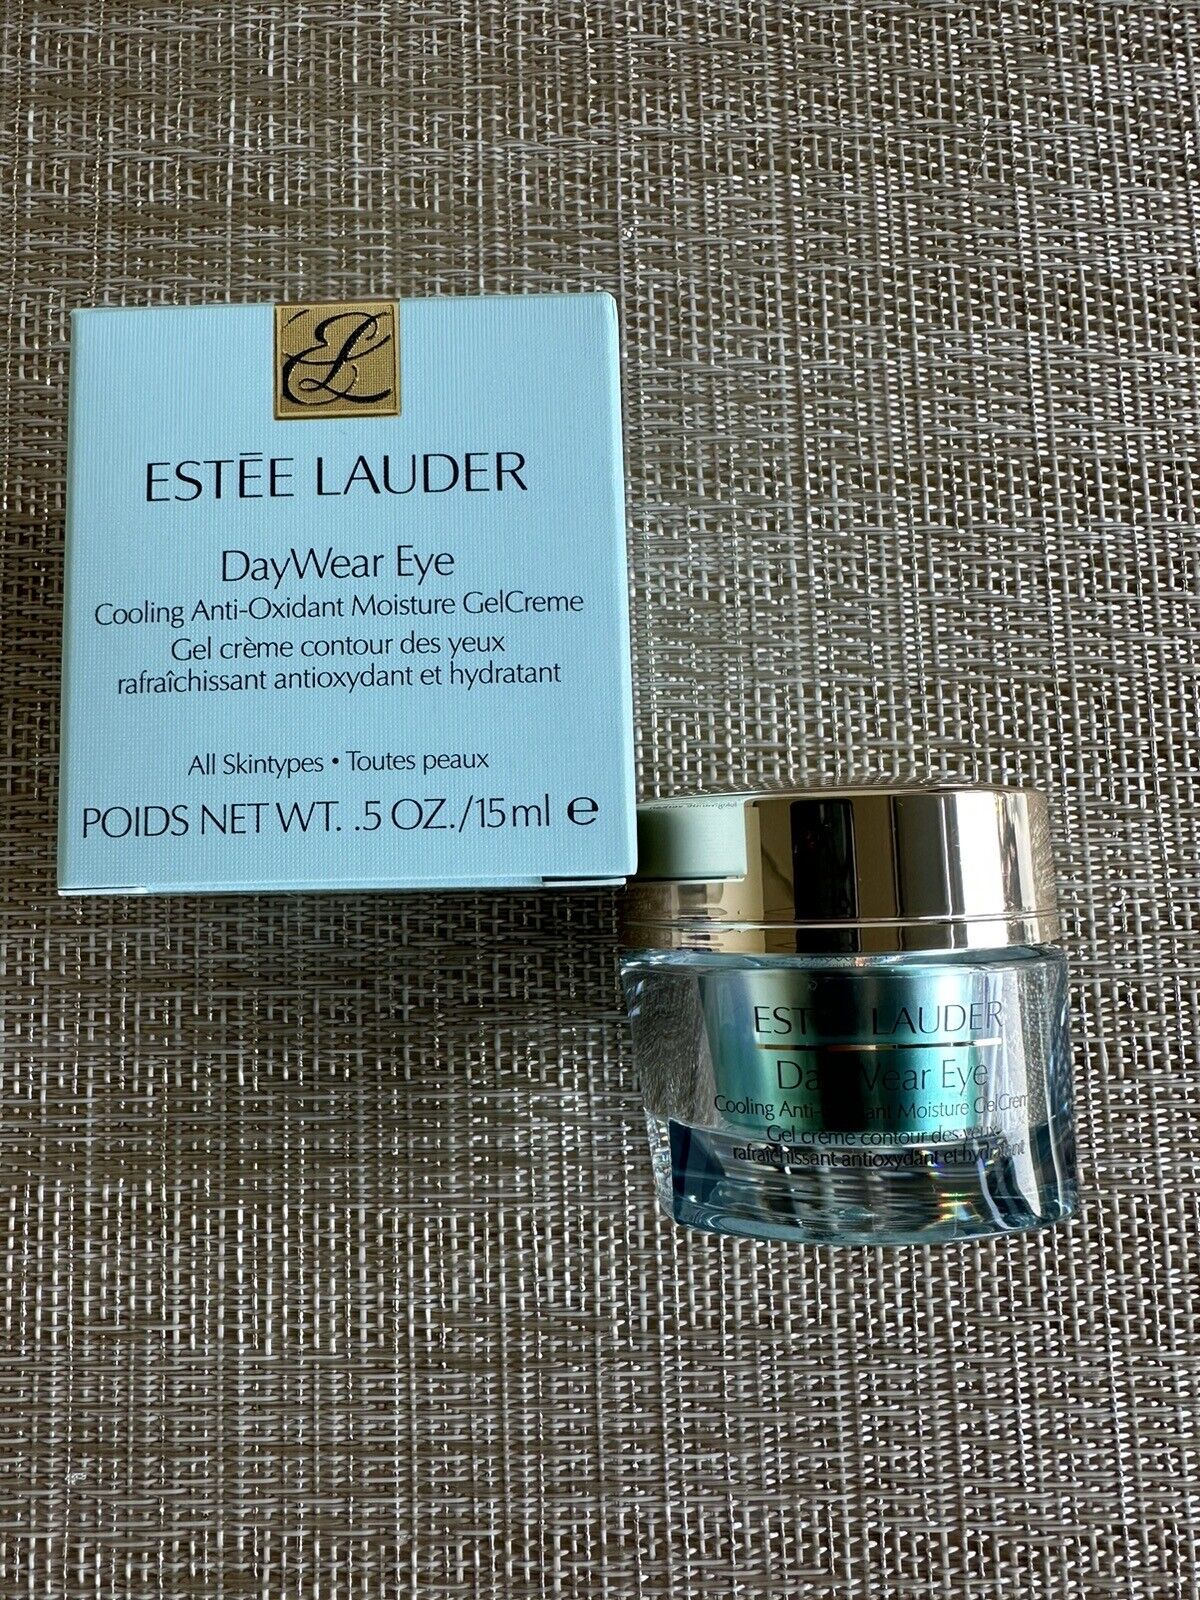 EL
ESTĒE LAUDER
DayWear Eye
Cooling Anti-Oxidant Moisture GelCreme
Gel crème contour des yeux
rafraîchissant antioxydant et hydratant
All Skintypes • Toutes peaux
POIDS NET WT. .5 OZ./15 ml ℮
LAUDER
Eye
Cooling Moisture GelCrem
Gel crème contour des yeux
rafraîchissant antioxydant et hydratant